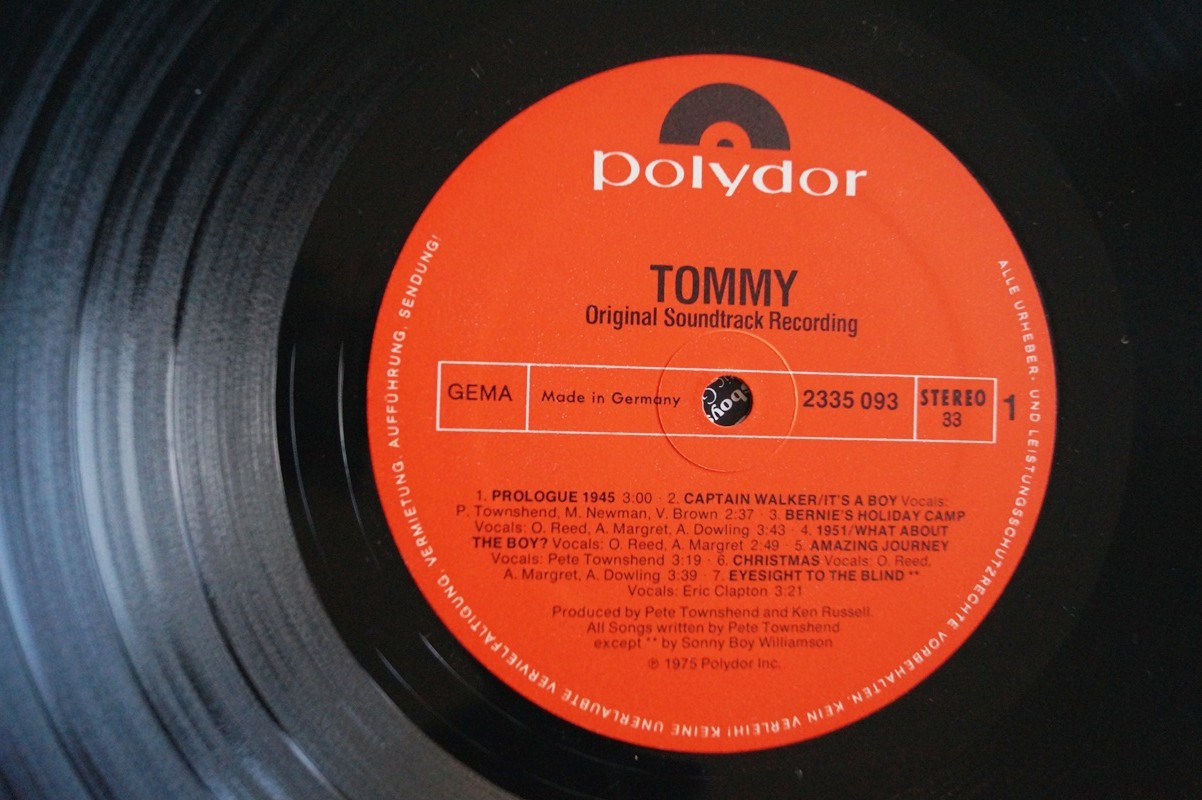 polydor
TOMMY
Original Soundtrack Recording
GEMA
Made in Germany
2335 093
STEREO
33
1
1. PROLOGUE 1945 3:00 · 2. CAPTAIN WALKER/IT'S A BOY Vocals:
P. Townshend, M. Newman, V. Brown 2:37 · 3. BERNIE'S HOLIDAY CAMP
Vocals: O. Reed, A. Margret, A. Dowling 3:43 · 4. 1951/WHAT ABOUT
THE BOY? Vocals: O. Reed, A. Margret 2:49 · 5. AMAZING JOURNEY
Vocals: Pete Townshend 3:19 · 6. CHRISTMAS Vocals: O. Reed,
A. Margret, A. Dowling 3:39 · 7. EYESIGHT TO THE BLIND **
Vocals: Eric Clapton 3:21
Produced by Pete Townshend and Ken Russell.
All Songs written by Pete Townshend
except ** by Sonny Boy Williamson
℗ 1975 Polydor Inc.
ALLE URHEBER- UND LEISTUNGSSCHUTZRECHTE VORBEHALTEN. KEIN VERLEIH! KEINE UNERLAUBTE VERVIELFÄLTIGUNG, VERMIETUNG, AUFFÜHRUNG, SENDUNG!